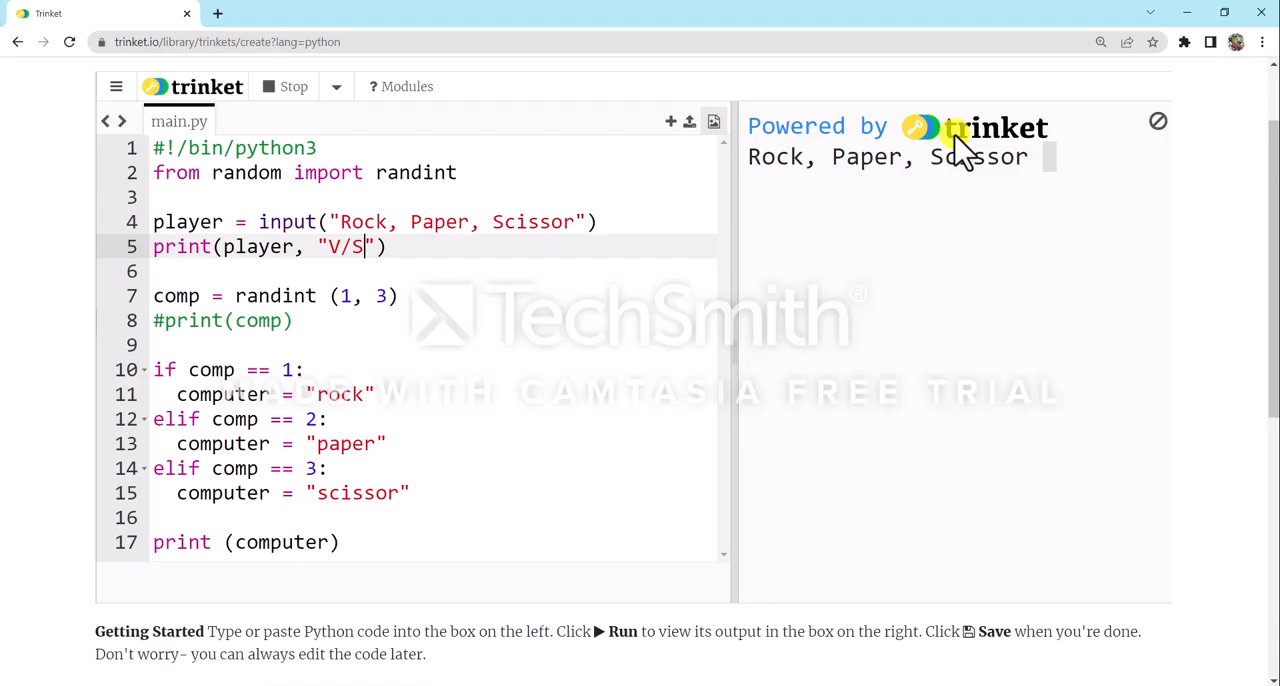 Trinket
trinket.io/library/trinkets/create?lang=python
trinket Stop ? Modules
main.py
1 #!/bin/python3
2 from random import randint
3
4 player = input("Rock, Paper, Scissor")
5 print(player, "V/S")
6
7 comp = randint (1, 3)
8 #print(comp)
9
10 if comp == 1:
11 computer = "rock"
12 elif comp == 2:
13 computer = "paper"
14 elif comp == 3:
15 computer = "scissor"
16
17 print (computer)
Powered by trinket
Rock, Paper, Scissor
TechSmith®
MADE WITH CAMTASIA FREE TRIAL
Getting Started Type or paste Python code into the box on the left. Click Run to view its output in the box on the right. Click Save when you're done.
Don't worry- you can always edit the code later.